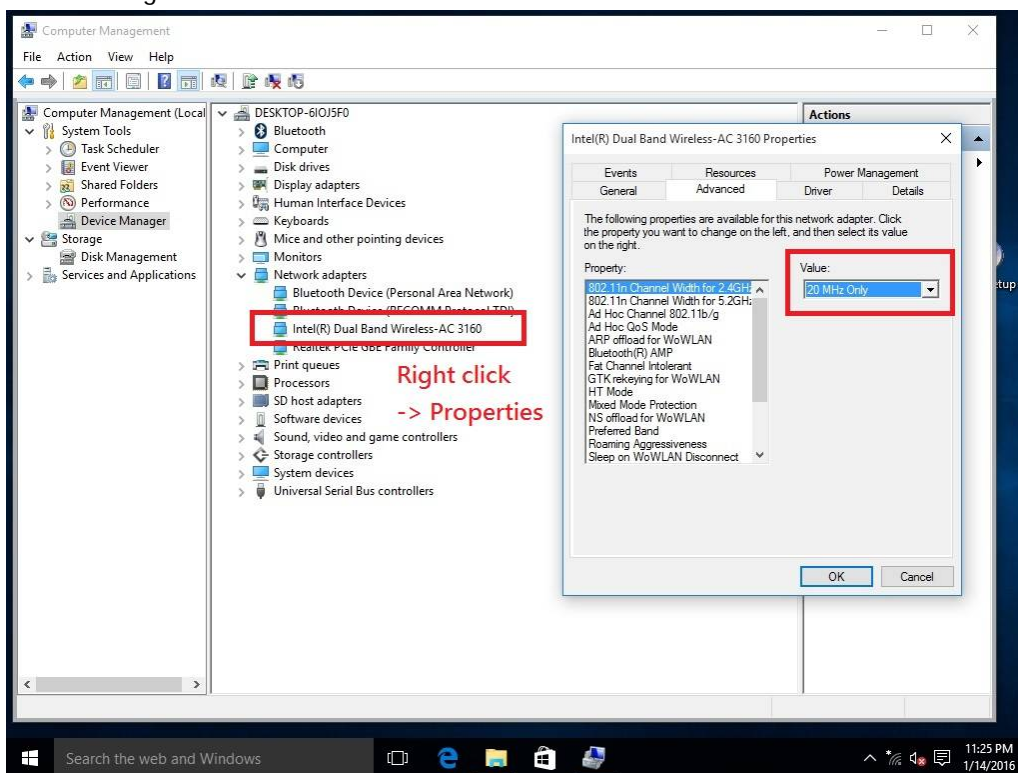 Computer Management
File Action View Help
Computer Management (Local
System Tools
Task Scheduler
Event Viewer
Shared Folders
Performance
Device Manager
Storage
Disk Management
Services and Applications
DESKTOP-6IOJ5F0
Bluetooth
Computer
Disk drives
Display adapters
Human Interface Devices
Keyboards
Mice and other pointing devices
Monitors
Network adapters
Bluetooth Device (Personal Area Network)
Bluetooth Device (RFCOMM Protocol TDI)
Intel(R) Dual Band Wireless-AC 3160
Realtek PCIe GBE Family Controller
Print queues
Processors
SD host adapters
Software devices
Sound, video and game controllers
Storage controllers
System devices
Universal Serial Bus controllers
Right click
-> Properties
Actions
Intel(R) Dual Band Wireless-AC 3160 Properties
Events Resources Power Management
General Advanced Driver Details
The following properties are available for this network adapter. Click
the property you want to change on the left, and then select its value
on the right.
Property:
802.11n Channel Width for 2.4GHz
802.11n Channel Width for 5.2GHz
Ad Hoc Channel 802.11b/g
Ad Hoc QoS Mode
ARP offload for WoWLAN
Bluetooth(R) AMP
Fat Channel Intolerant
GTK rekeying for WoWLAN
HT Mode
Mixed Mode Protection
NS offload for WoWLAN
Preferred Band
Roaming Aggressiveness
Sleep on WoWLAN Disconnect
Value:
20 MHz Only
OK Cancel
etup
Search the web and Windows
11:25 PM
1/14/2016